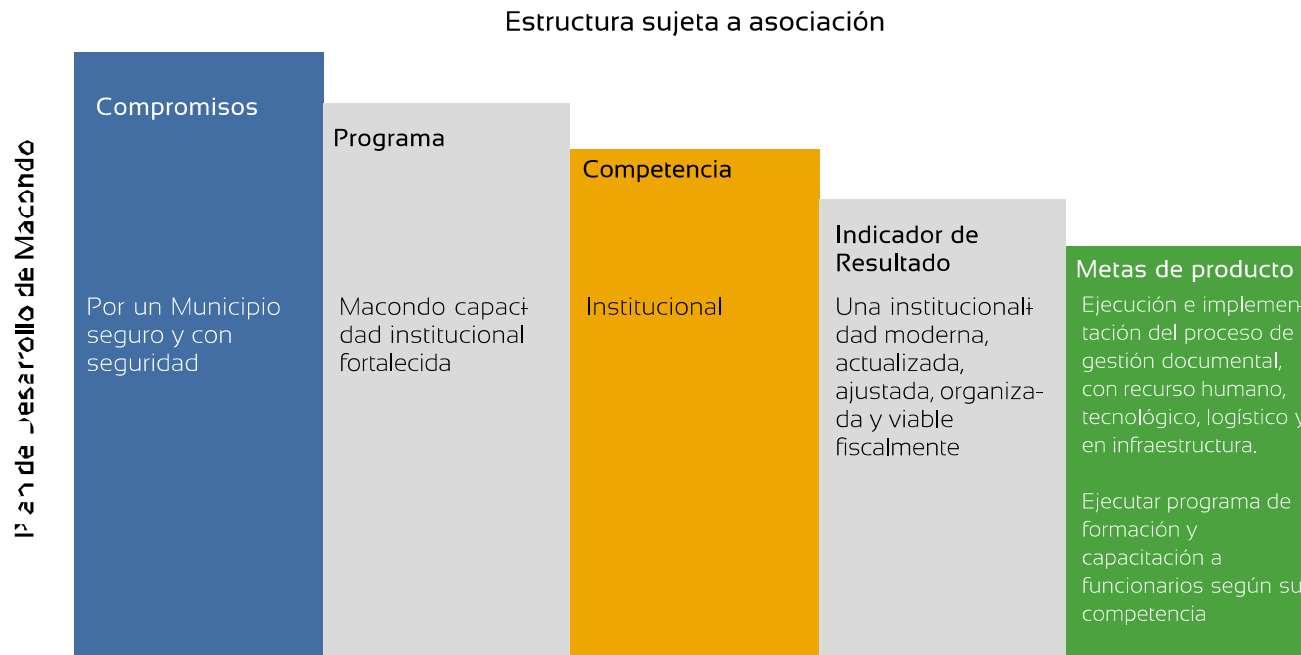 Estructura sujeta a asociación
Plan de Desarrollo de Macondo
Compromisos
Por un Municipio
seguro y con
seguridad
Programa
Macondo capaci-
dad institucional
fortalecida
Competencia
Institucional
Indicador de
Resultado
Una institucionali-
dad moderna,
actualizada,
ajustada, organiza-
da y viable
fiscalmente
Metas de producto
Ejecución e implemen-
tación del proceso de
gestión documental,
con recurso humano,
tecnológico, logístico y
en infraestructura.
Ejecutar programa de
formación y
capacitación a
funcionarios según su
competencia